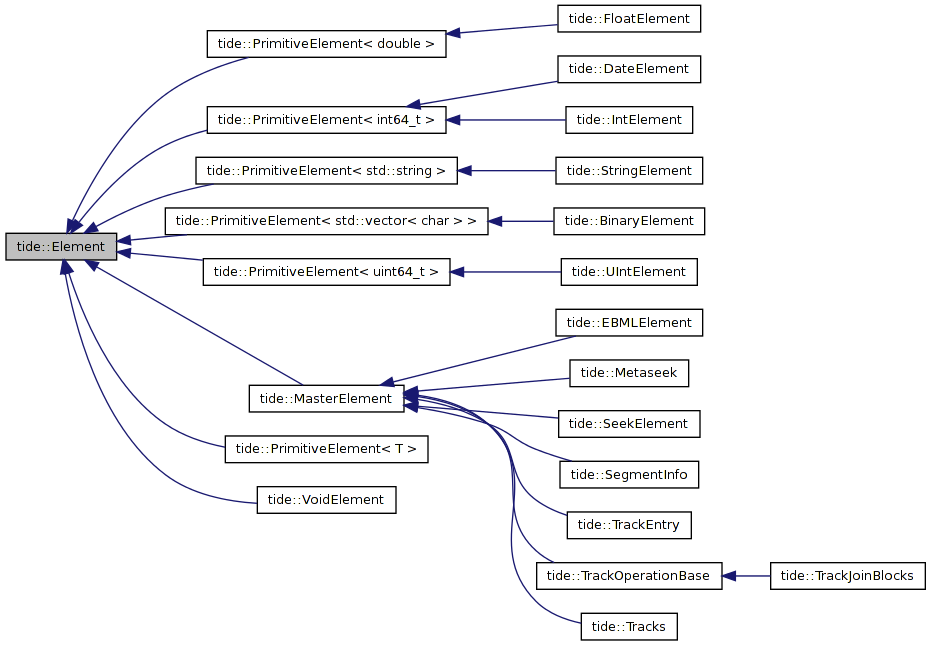 tide::FloatElement
tide::PrimitiveElement< double >
tide::DateElement
tide::PrimitiveElement< int64_t >
tide::IntElement
tide::PrimitiveElement< std::string >
tide::StringElement
tide::PrimitiveElement< std::vector< char > >
tide::BinaryElement
tide::Element
tide::PrimitiveElement< uint64_t >
tide::UIntElement
tide::EBMLElement
tide::Metaseek
tide::MasterElement
tide::SeekElement
tide::PrimitiveElement< T >
tide::SegmentInfo
tide::VoidElement
tide::TrackEntry
tide::TrackOperationBase
tide::TrackJoinBlocks
tide::Tracks